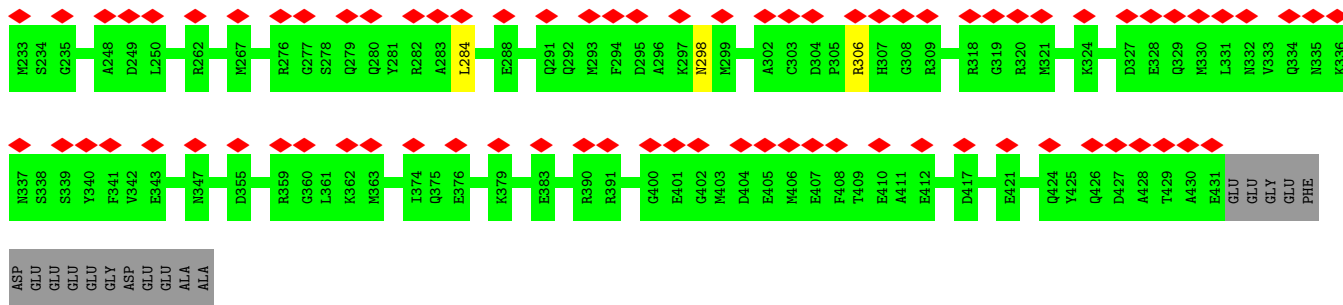 M233 S234 G235 A248 D249 L250 R262 M267 R276 G277 S278 Q279 Q280 Y281 R282 A283 L284 E288 Q291 Q292 M293 F294 D295 A296 K297 N298 M299 A302 C303 D304 P305 R306 H307 G308 R309 R318 G319 R320 M321 K324 D327 E328 Q329 M330 L331 N332 V333 Q334 N335 K336
N337 S338 S339 Y340 F341 V342 E343 N347 D355 R359 G360 L361 K362 M363 I374 Q375 E376 K379 E383 R390 R391 G400 E401 G402 M403 D404 E405 M406 E407 F408 T409 E410 A411 E412 D417 E421 Q424 Y425 Q426 D427 A428 T429 A430 E431 GLU GLU GLY GLU PHE
ASP GLU GLU GLU GLU GLY ASP GLU GLU ALA ALA